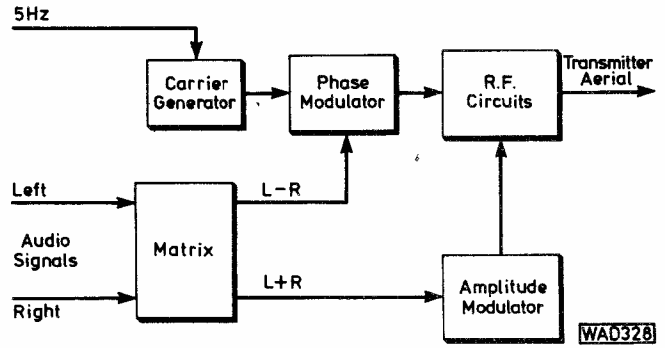 5Hz
Carrier
Generator
Phase
Modulator
R.F.
Circuits
Transmitter
Aerial
Left
Audio
Signals
Right
Matrix
L–R
L+R
Amplitude
Modulator
WAD328